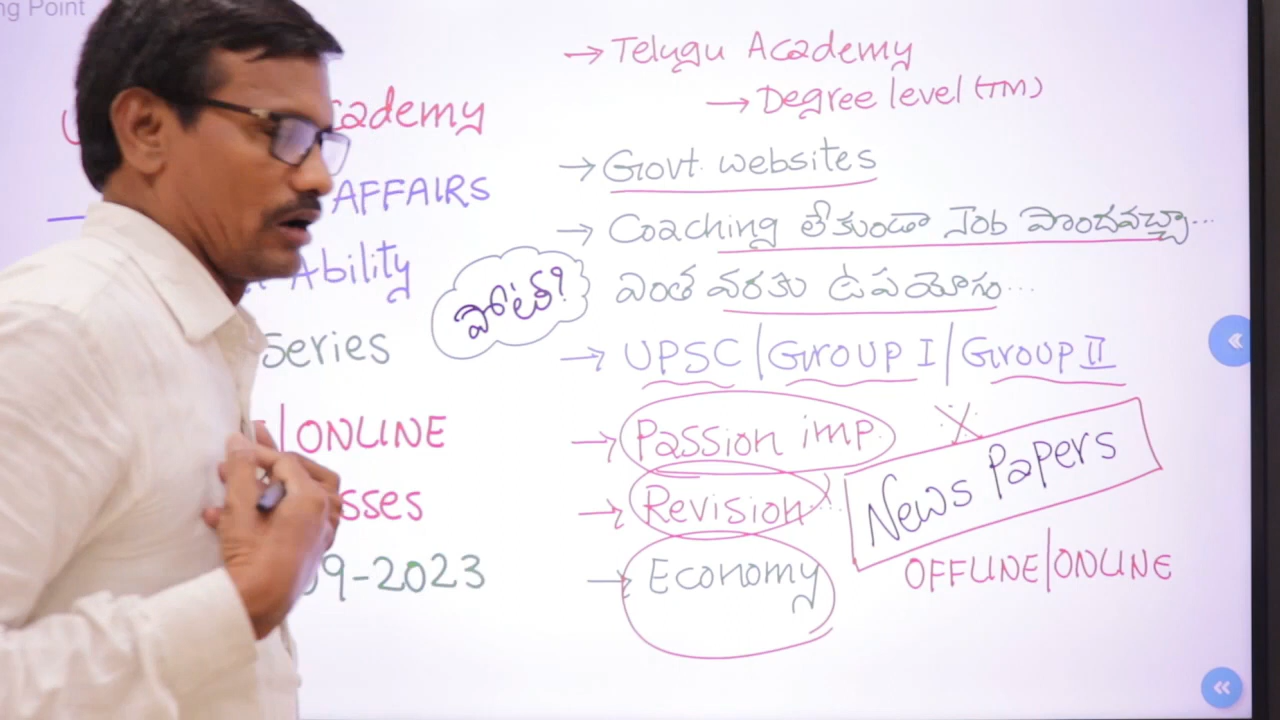 ng Point
→ Telugu Academy
→ Degree level (TM)
cademy
→ Govt. websites
AFFAIRS
→ Coaching లేకుండా Job పొందవచ్చా...
Ability
పోటీ?
ఎంత వరకు ఉపయోగం...
Series
→ UPSC | Group I | Group II
| ONLINE
→ Passion imp.
X
News Papers
sses
→ Revision
09-2023
→ Economy
OFFLINE | ONLINE